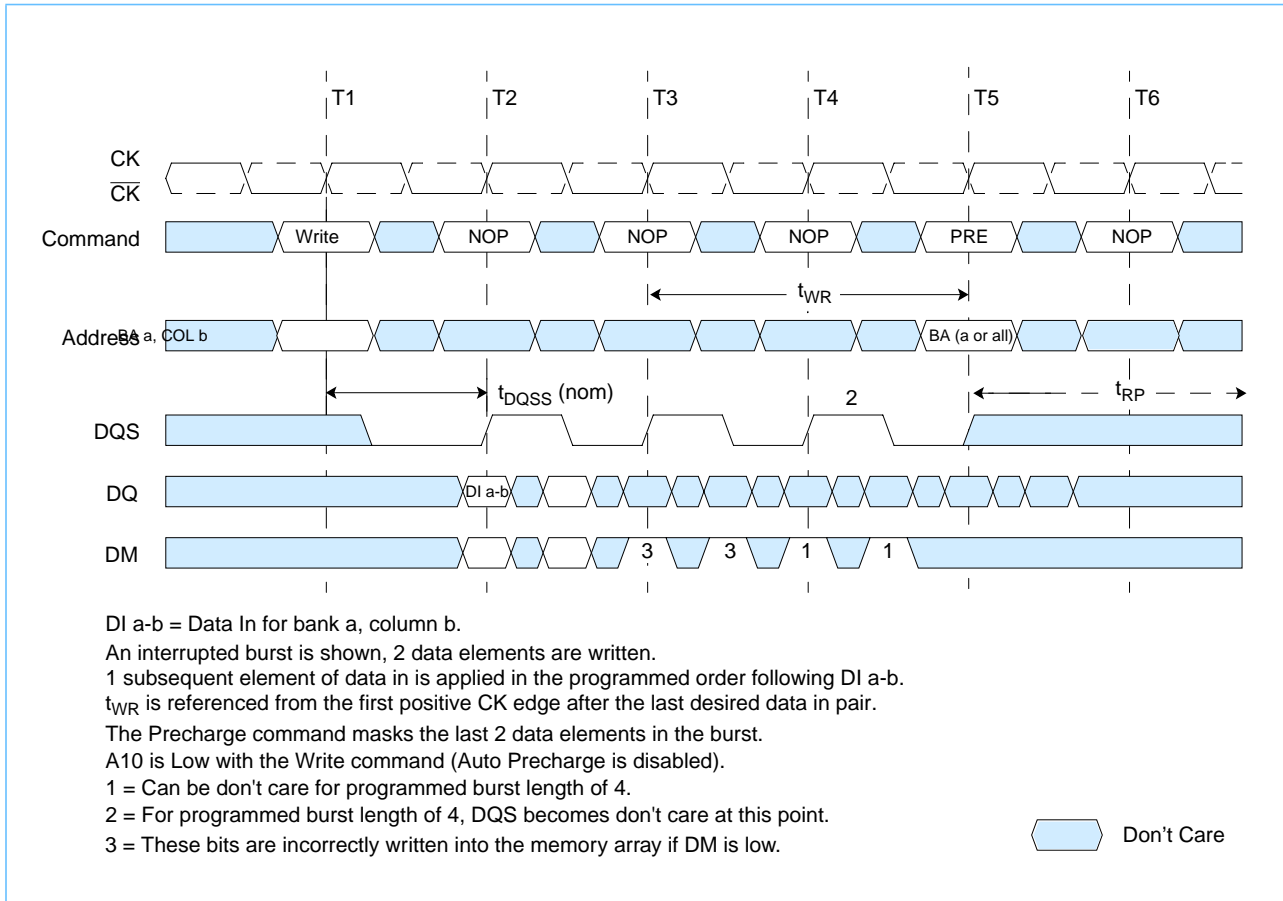 T1 T2 T3 T4 T5 T6
CK
CK
Command Write NOP NOP NOP PRE NOP
tWR
Address BA a, COL b BA (a or all)
tDQSS (nom) 2 tRP
DQS
DQ DI a-b
DM 3 3 1 1
DI a-b = Data In for bank a, column b.
An interrupted burst is shown, 2 data elements are written.
1 subsequent element of data in is applied in the programmed order following DI a-b.
tWR is referenced from the first positive CK edge after the last desired data in pair.
The Precharge command masks the last 2 data elements in the burst.
A10 is Low with the Write command (Auto Precharge is disabled).
1 = Can be don't care for programmed burst length of 4.
2 = For programmed burst length of 4, DQS becomes don't care at this point.
3 = These bits are incorrectly written into the memory array if DM is low.
Don't Care